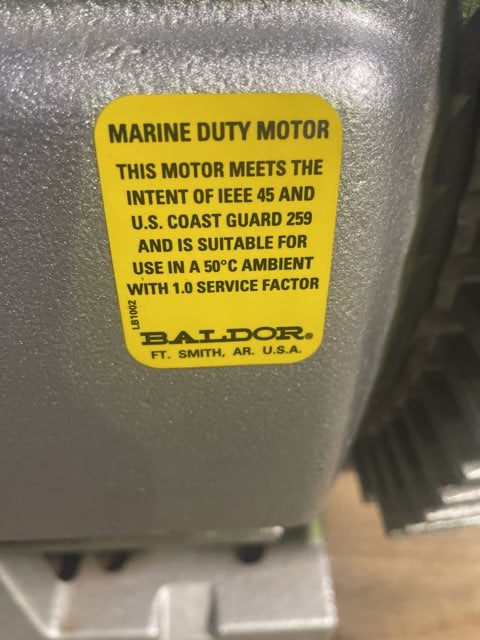 MARINE DUTY MOTOR
THIS MOTOR MEETS THE
INTENT OF IEEE 45 AND
U.S. COAST GUARD 259
AND IS SUITABLE FOR
USE IN A 50°C AMBIENT
WITH 1.0 SERVICE FACTOR
LB1002
BALDOR®
FT. SMITH, AR. U.S.A.